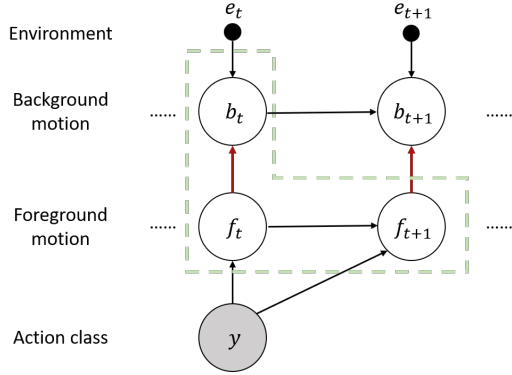 Environment
e_t
e_{t+1}
Background
motion
......
b_t
b_{t+1}
......
Foreground
motion
......
f_t
f_{t+1}
......
Action class
y